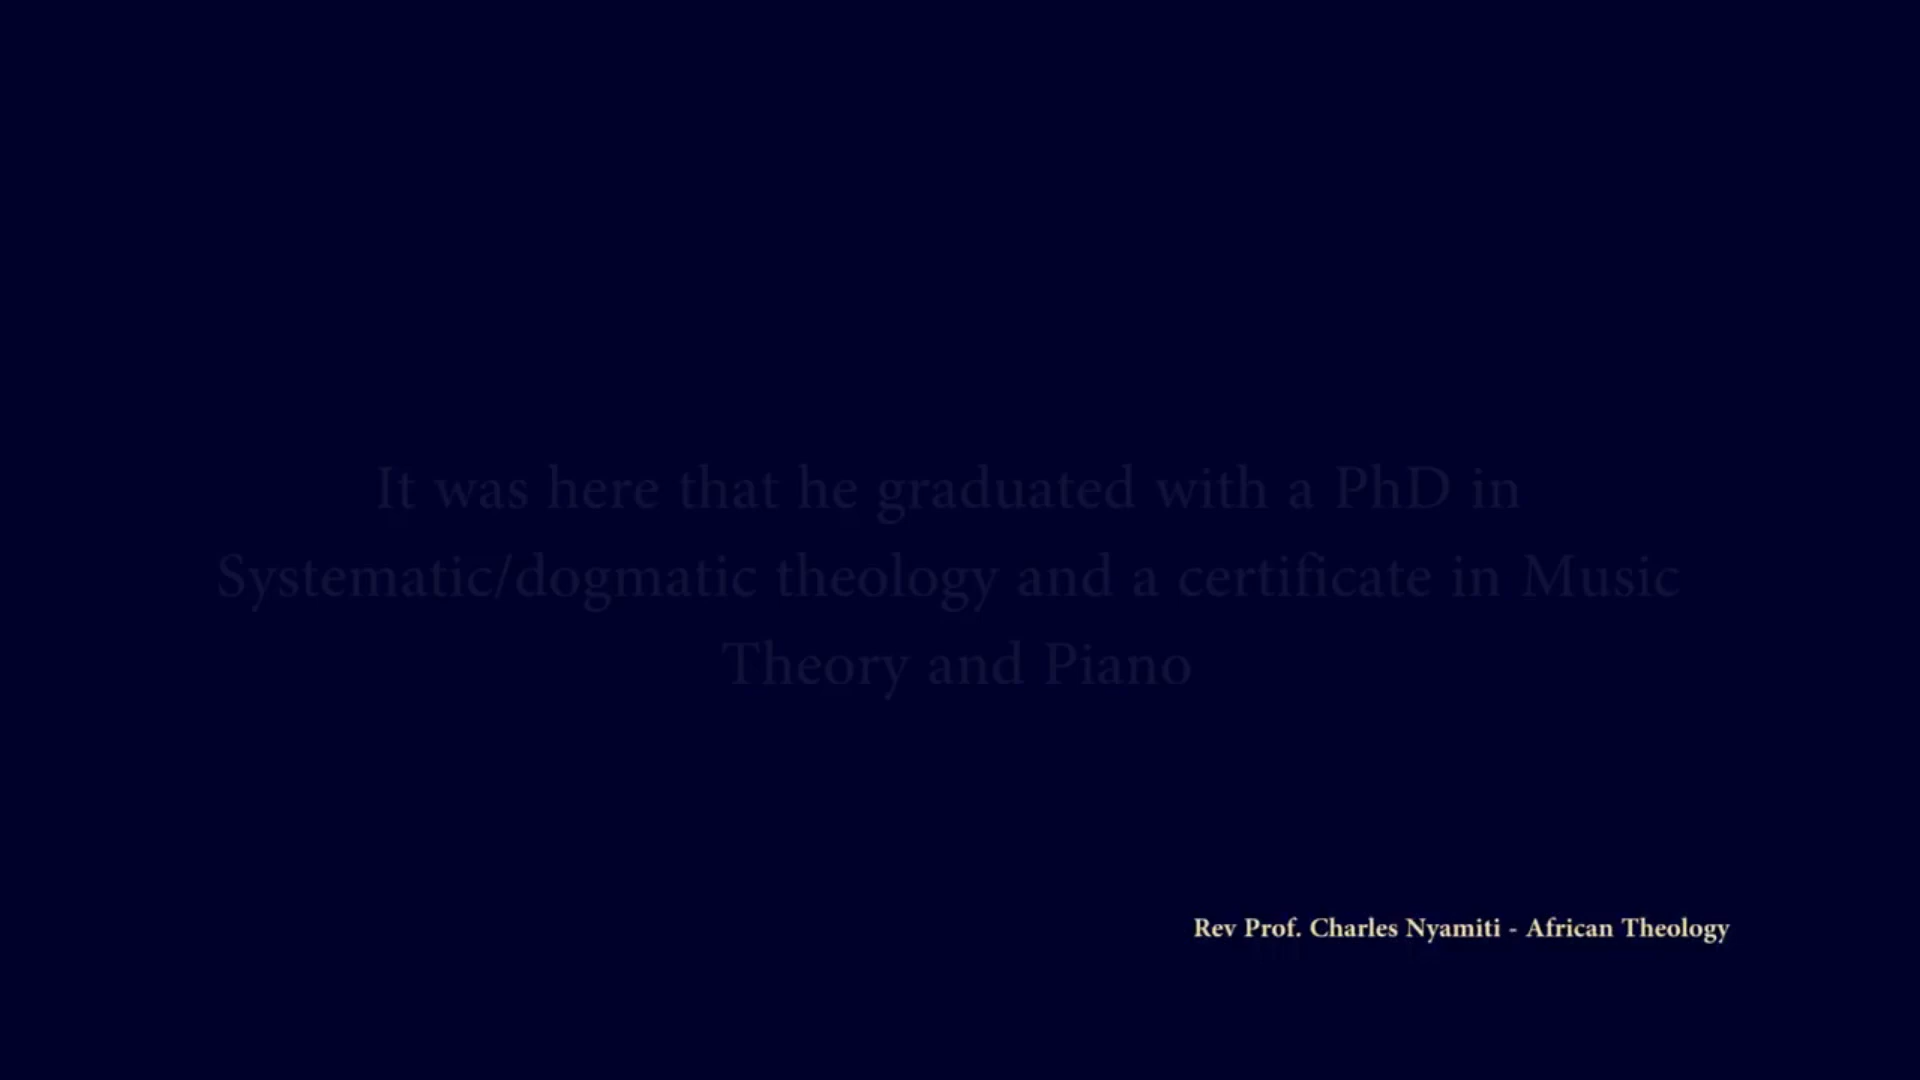 It was here that he graduated with a PhD in
Systematic/dogmatic theology and a certificate in Music
Theory and Piano
Rev Prof. Charles Nyamiti - African Theology